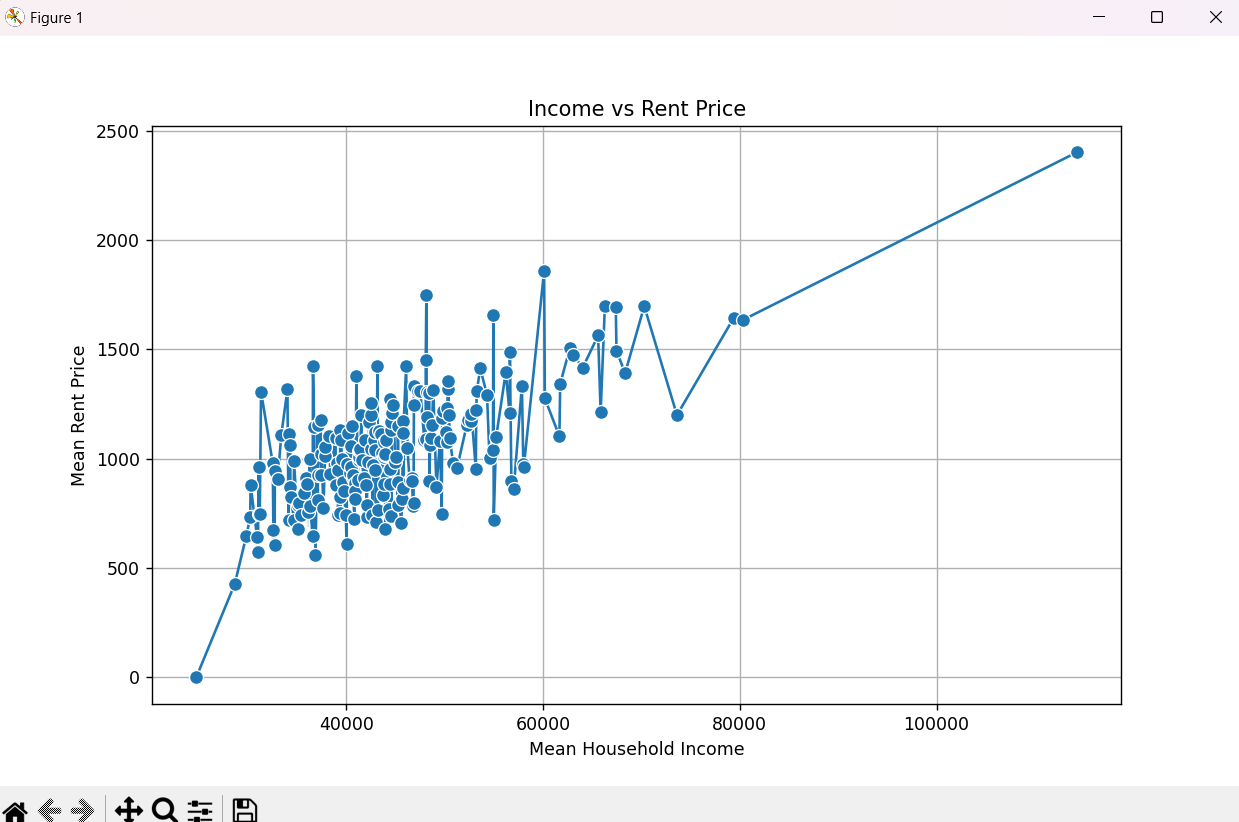 Figure 1
Income vs Rent Price
2500
2000
1500
1000
500
0
Mean Rent Price
40000
60000
80000
100000
Mean Household Income